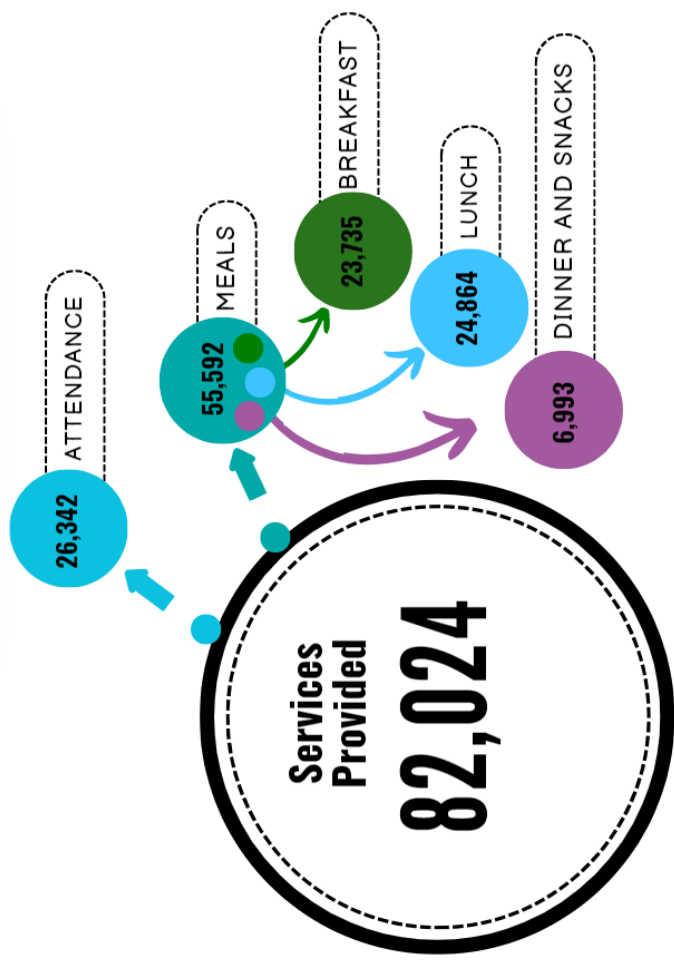 Services
Provided
82,024
26,342
ATTENDANCE
55,592
MEALS
23,735
BREAKFAST
24,864
LUNCH
6,993
DINNER AND SNACKS